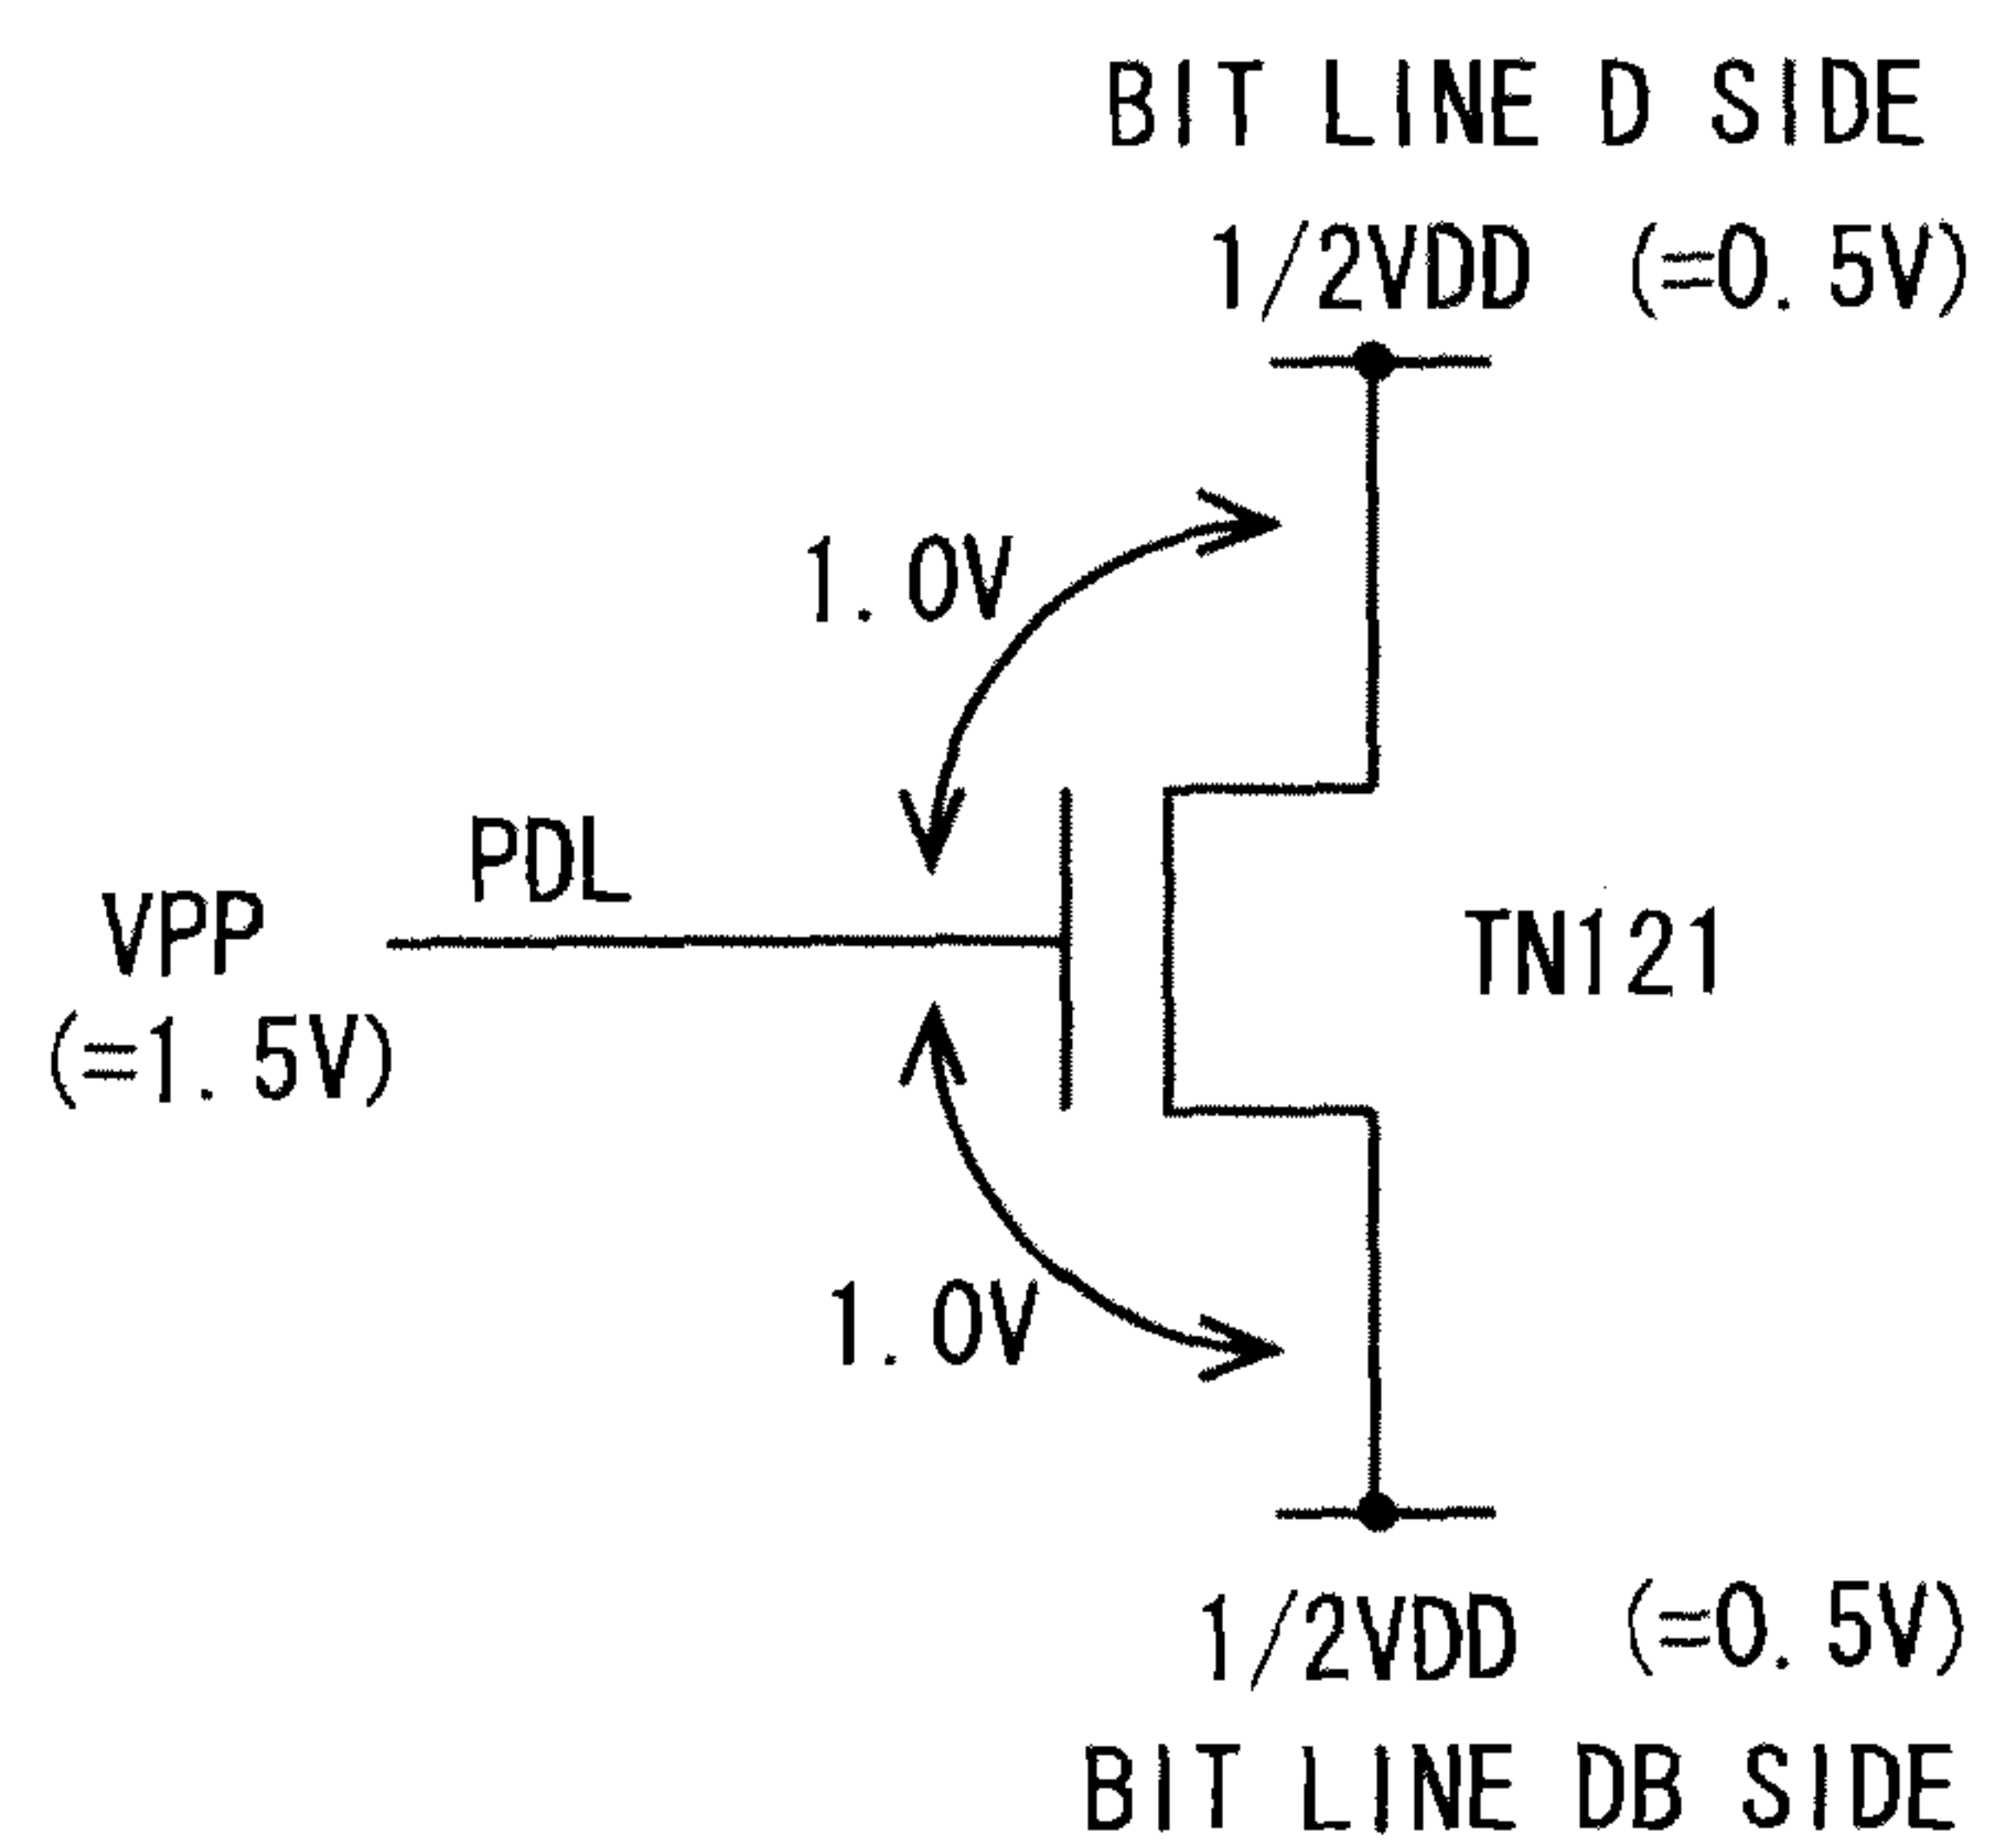 BIT LINE D SIDE
1/2VDD (=0.5V)
1.0V
PDL
VPP
(=1.5V)
TN121
1.0V
1/2VDD (=0.5V)
BIT LINE DB SIDE